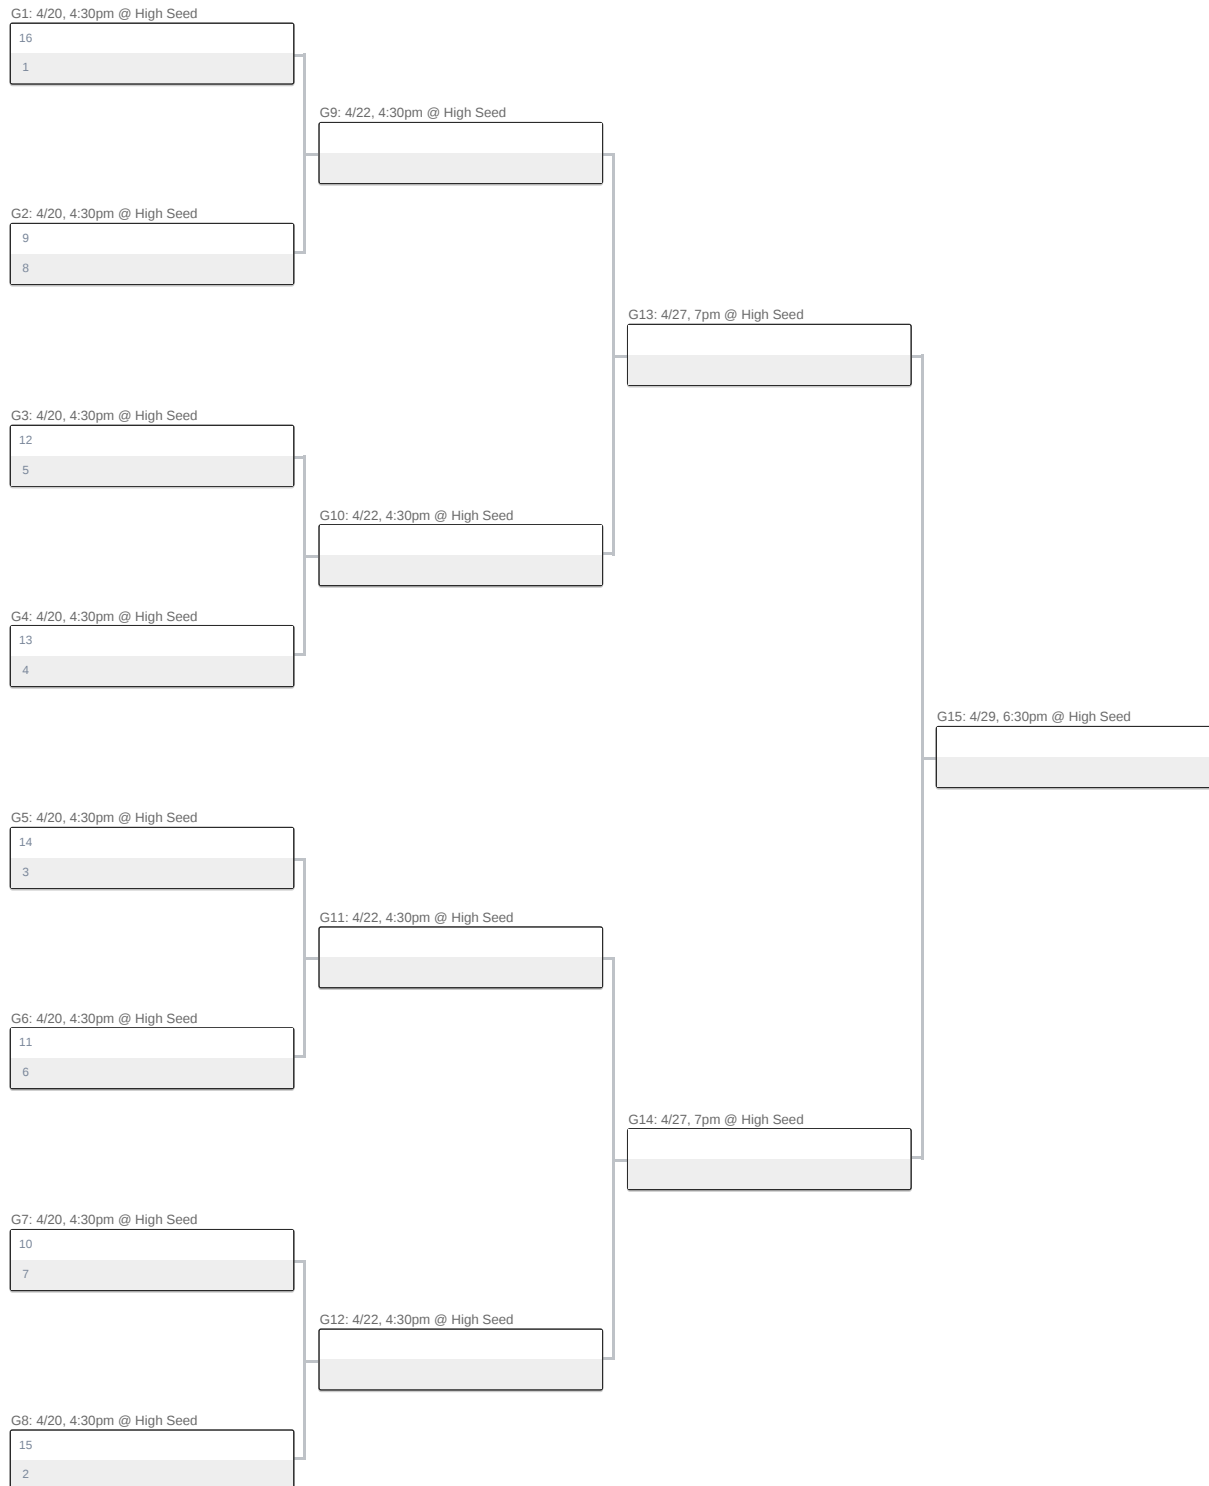 G1: 4/20, 4:30pm @ High Seed
16
1
G9: 4/22, 4:30pm @ High Seed
G2: 4/20, 4:30pm @ High Seed
9
8
G13: 4/27, 7pm @ High Seed
G3: 4/20, 4:30pm @ High Seed
12
5
G10: 4/22, 4:30pm @ High Seed
G4: 4/20, 4:30pm @ High Seed
13
4
G15: 4/29, 6:30pm @ High Seed
G5: 4/20, 4:30pm @ High Seed
14
3
G11: 4/22, 4:30pm @ High Seed
G6: 4/20, 4:30pm @ High Seed
11
6
G14: 4/27, 7pm @ High Seed
G7: 4/20, 4:30pm @ High Seed
10
7
G12: 4/22, 4:30pm @ High Seed
G8: 4/20, 4:30pm @ High Seed
15
2